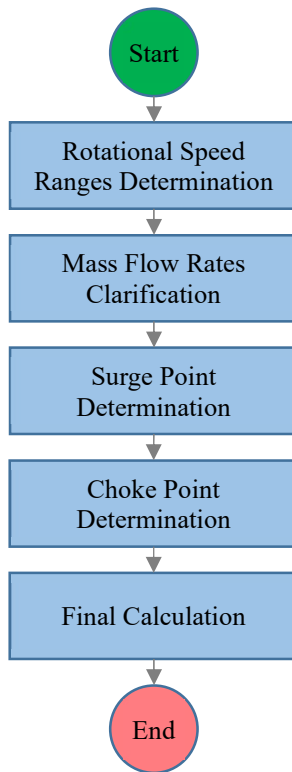 Start
Rotational Speed
Ranges Determination
Mass Flow Rates
Clarification
Surge Point
Determination
Choke Point
Determination
Final Calculation
End